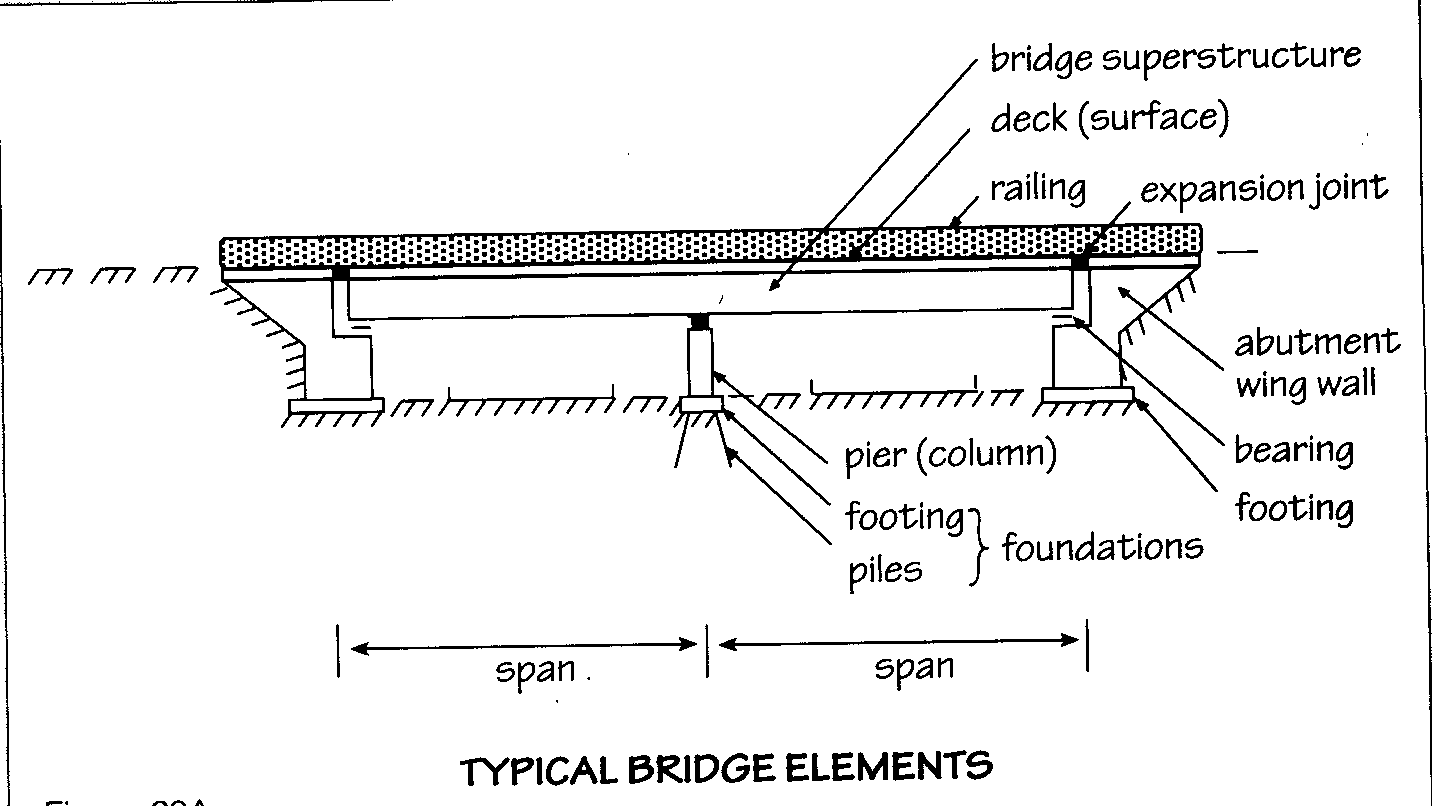 bridge superstructure
deck (surface)
railing
expansion joint
abutment
wing wall
bearing
footing
pier (column)
footing
piles
foundations
span
span
TYPICAL BRIDGE ELEMENTS